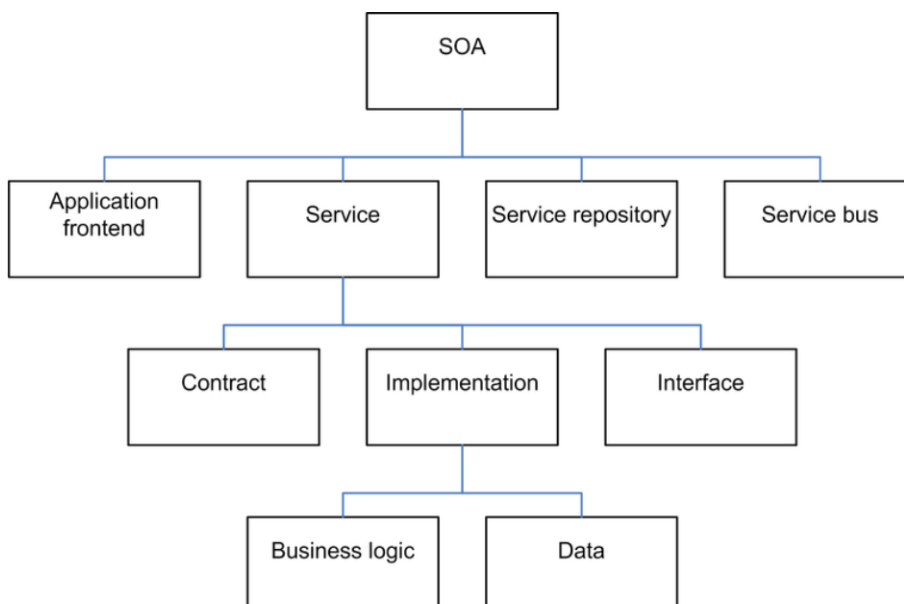 SOA
Application
frontend
Service
Service repository
Service bus
Contract
Implementation
Interface
Business logic
Data